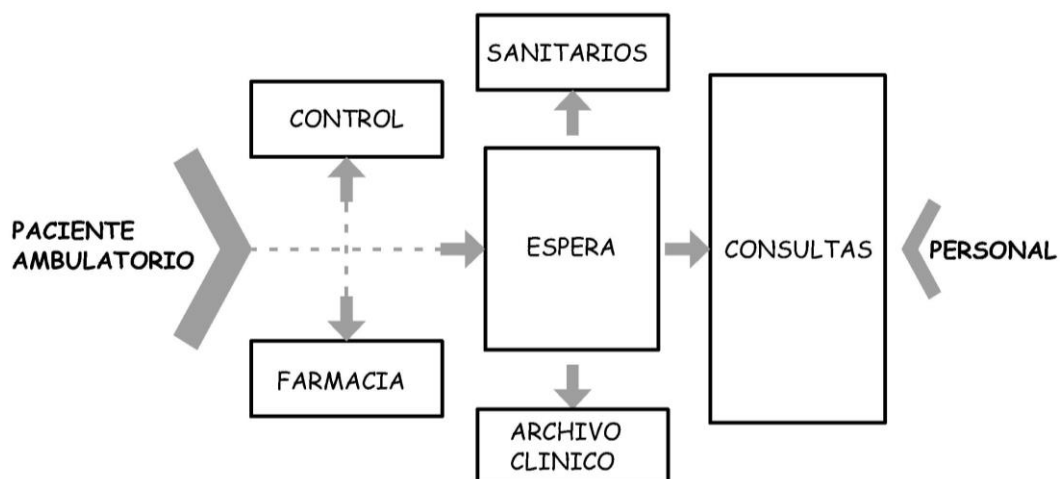 SANITARIOS
CONTROL
PACIENTE
AMBULATORIO
ESPERA
CONSULTAS
PERSONAL
FARMACIA
ARCHIVO
CLINICO